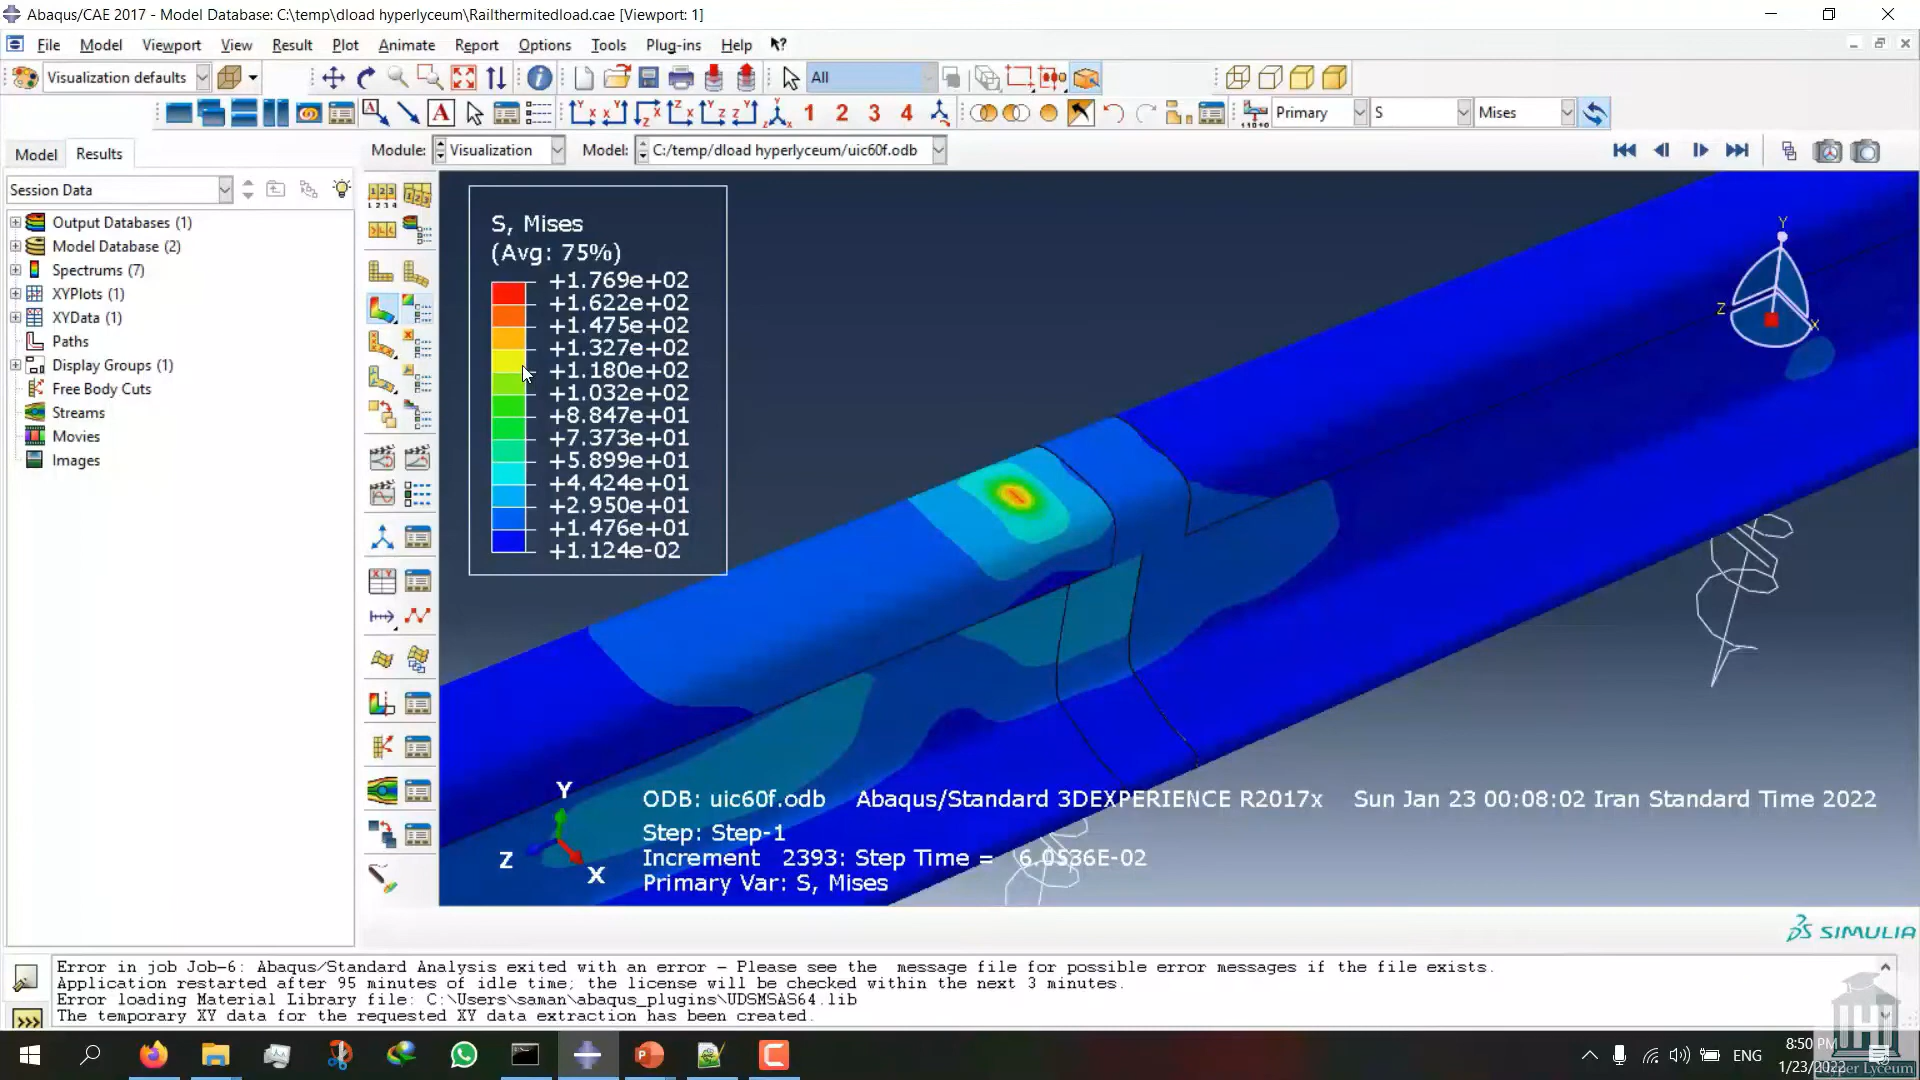 Abaqus/CAE 2017 - Model Database: C:\temp\dload hyperlyceum\Railthermitedload.cae [Viewport: 1]
File Model Viewport View Result Plot Animate Report Options Tools Plug-ins Help
Visualization defaults
All
1 2 3 4
Primary S Mises
Model Results
Module: Visualization Model: C:/temp/dload hyperlyceum/uic60f.odb
Session Data
Output Databases (1)
Model Database (2)
Spectrums (7)
XYPlots (1)
XYData (1)
Paths
Display Groups (1)
Free Body Cuts
Streams
Movies
Images
S, Mises
(Avg: 75%)
+1.769e+02
+1.622e+02
+1.475e+02
+1.327e+02
+1.180e+02
+1.032e+02
+8.847e+01
+7.373e+01
+5.899e+01
+4.424e+01
+2.950e+01
+1.476e+01
+1.124e-02
Y
Z
X
Y
Z
X
ODB: uic60f.odb Abaqus/Standard 3DEXPERIENCE R2017x Sun Jan 23 00:08:02 Iran Standard Time 2022
Step: Step-1
Increment 2393: Step Time = 6.0536E-02
Primary Var: S, Mises
SIMULIA
Error in job Job-6: Abaqus/Standard Analysis exited with an error - Please see the message file for possible error messages if the file exists.
Application restarted after 95 minutes of idle time; the license will be checked within the next 3 minutes.
Error loading Material Library file: C:\Users\saman\abaqus_plugins\UDSMSAS64.lib
The temporary XY data for the requested XY data extraction has been created.
ENG
8:50 PM
Hyper Lyceum